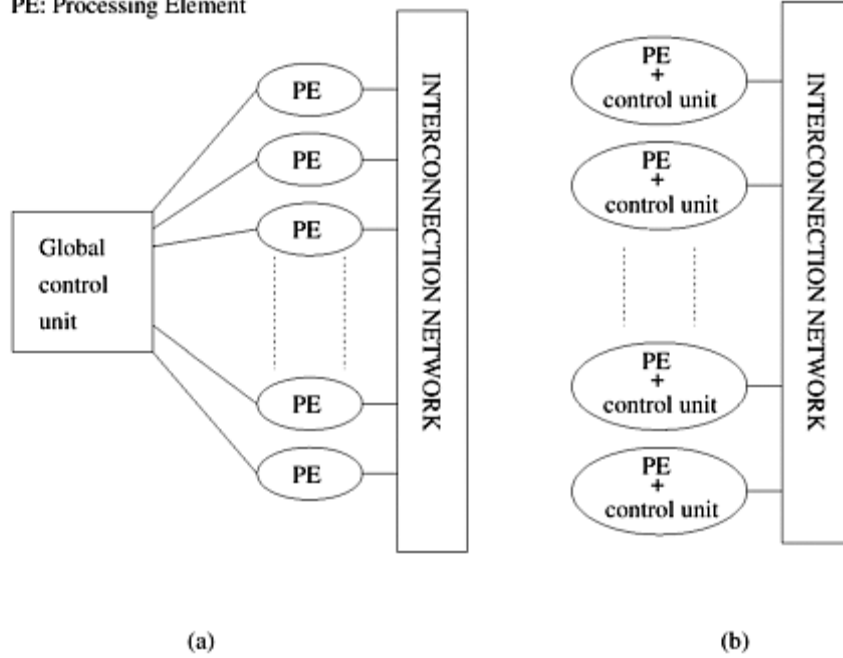 PE: Processing Element
Global
control
unit
PE
PE
PE
PE
PE
INTERCONNECTION NETWORK
(a)
PE
+
control unit
PE
+
control unit
PE
+
control unit
PE
+
control unit
INTERCONNECTION NETWORK
(b)